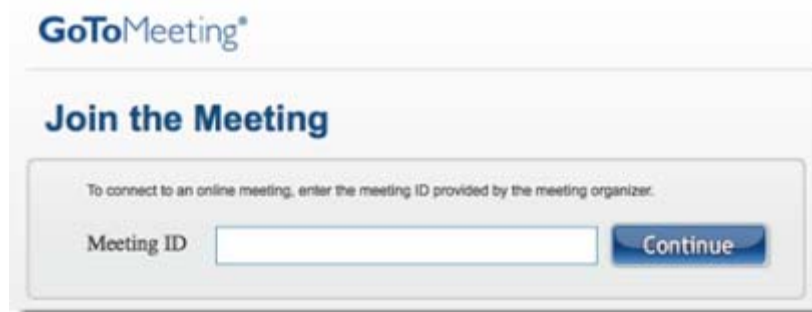 GoToMeeting®
Join the Meeting
To connect to an online meeting, enter the meeting ID provided by the meeting organizer.
Meeting ID Continue